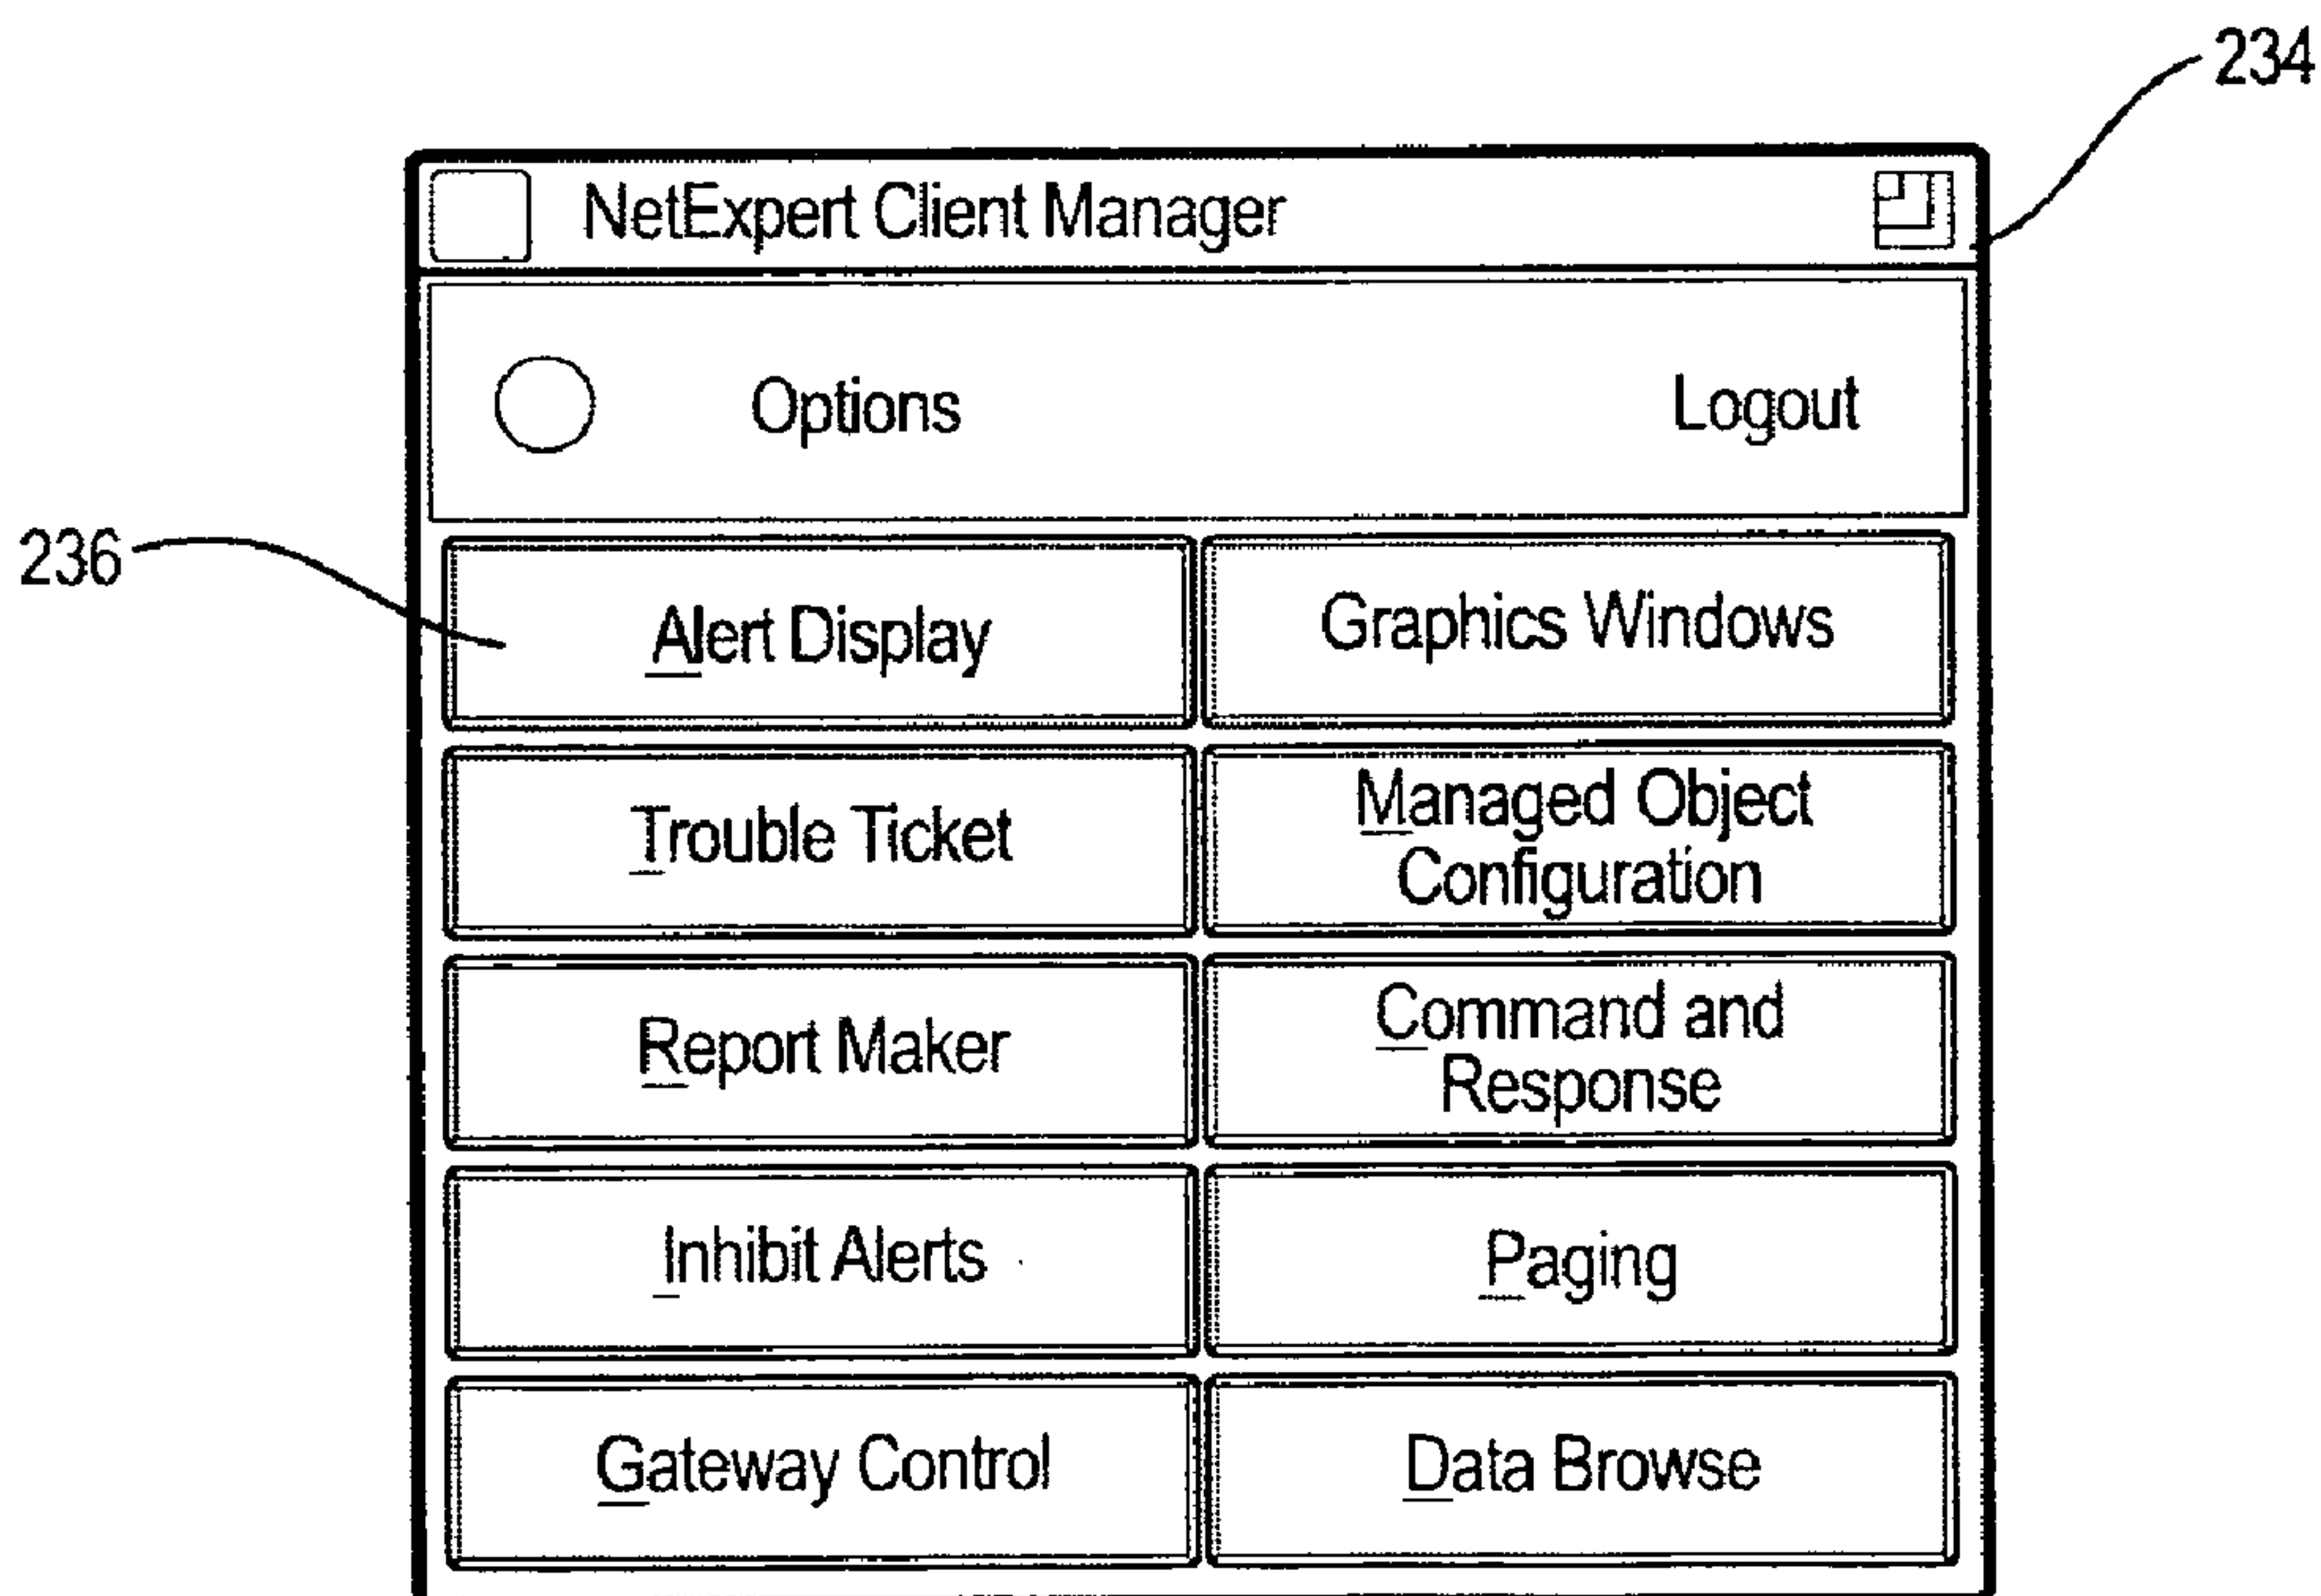 234
NetExpert Client Manager
Options Logout
236
Alert Display
Graphics Windows
Trouble Ticket
Managed Object
Configuration
Report Maker
Command and
Response
Inhibit Alerts
Paging
Gateway Control
Data Browse